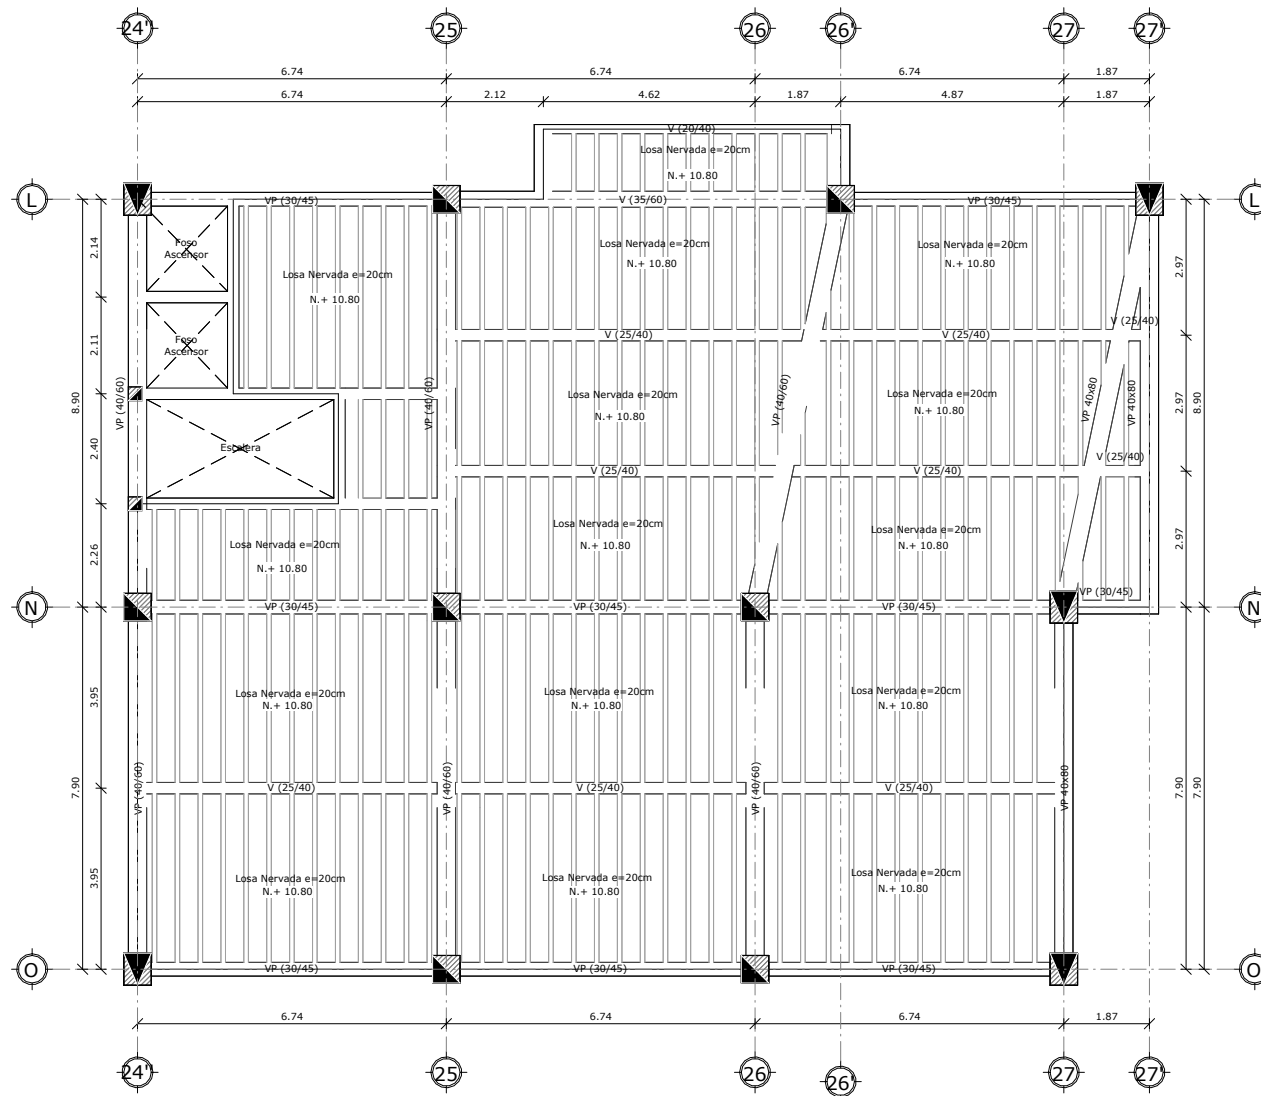 24' 25 26 26' 27 27'
6.74 6.74 6.74 1.87
6.74 2.12 4.62 1.87 4.87 1.87
V (20/40)
Losa Nervada e=20cm
N.+ 10.80
L VP (30/45) V (35/60) VP (30/45) L
2.14
Foso
Ascensor
Losa Nervada e=20cm
N.+ 10.80
Losa Nervada e=20cm
N.+ 10.80
Losa Nervada e=20cm
N.+ 10.80
2.97
V (25/40)
V (25/40) V (25/40)
2.11
Foso
Ascensor
8.90
VP (40/60)
VP (40/60)
Losa Nervada e=20cm
N.+ 10.80
VP (40/60)
Losa Nervada e=20cm
N.+ 10.80
VP 40x80
VP 40x80
2.97
8.90
2.40
Escalera
V (25/40)
V (25/40) V (25/40)
2.26
Losa Nervada e=20cm
N.+ 10.80
Losa Nervada e=20cm
N.+ 10.80
Losa Nervada e=20cm
N.+ 10.80
2.97
VP (30/45)
N VP (30/45) VP (30/45) VP (30/45) N
3.95
Losa Nervada e=20cm
N.+ 10.80
Losa Nervada e=20cm
N.+ 10.80
Losa Nervada e=20cm
N.+ 10.80
7.90
VP (40/60)
V (25/40)
VP (40/60)
V (25/40)
VP (40/60)
V (25/40)
VP 40x80
7.90
7.90
3.95
Losa Nervada e=20cm
N.+ 10.80
Losa Nervada e=20cm
N.+ 10.80
Losa Nervada e=20cm
N.+ 10.80
O VP (30/45) VP (30/45) VP (30/45) O
6.74 6.74 6.74 1.87
24' 25 26 26' 27 27'